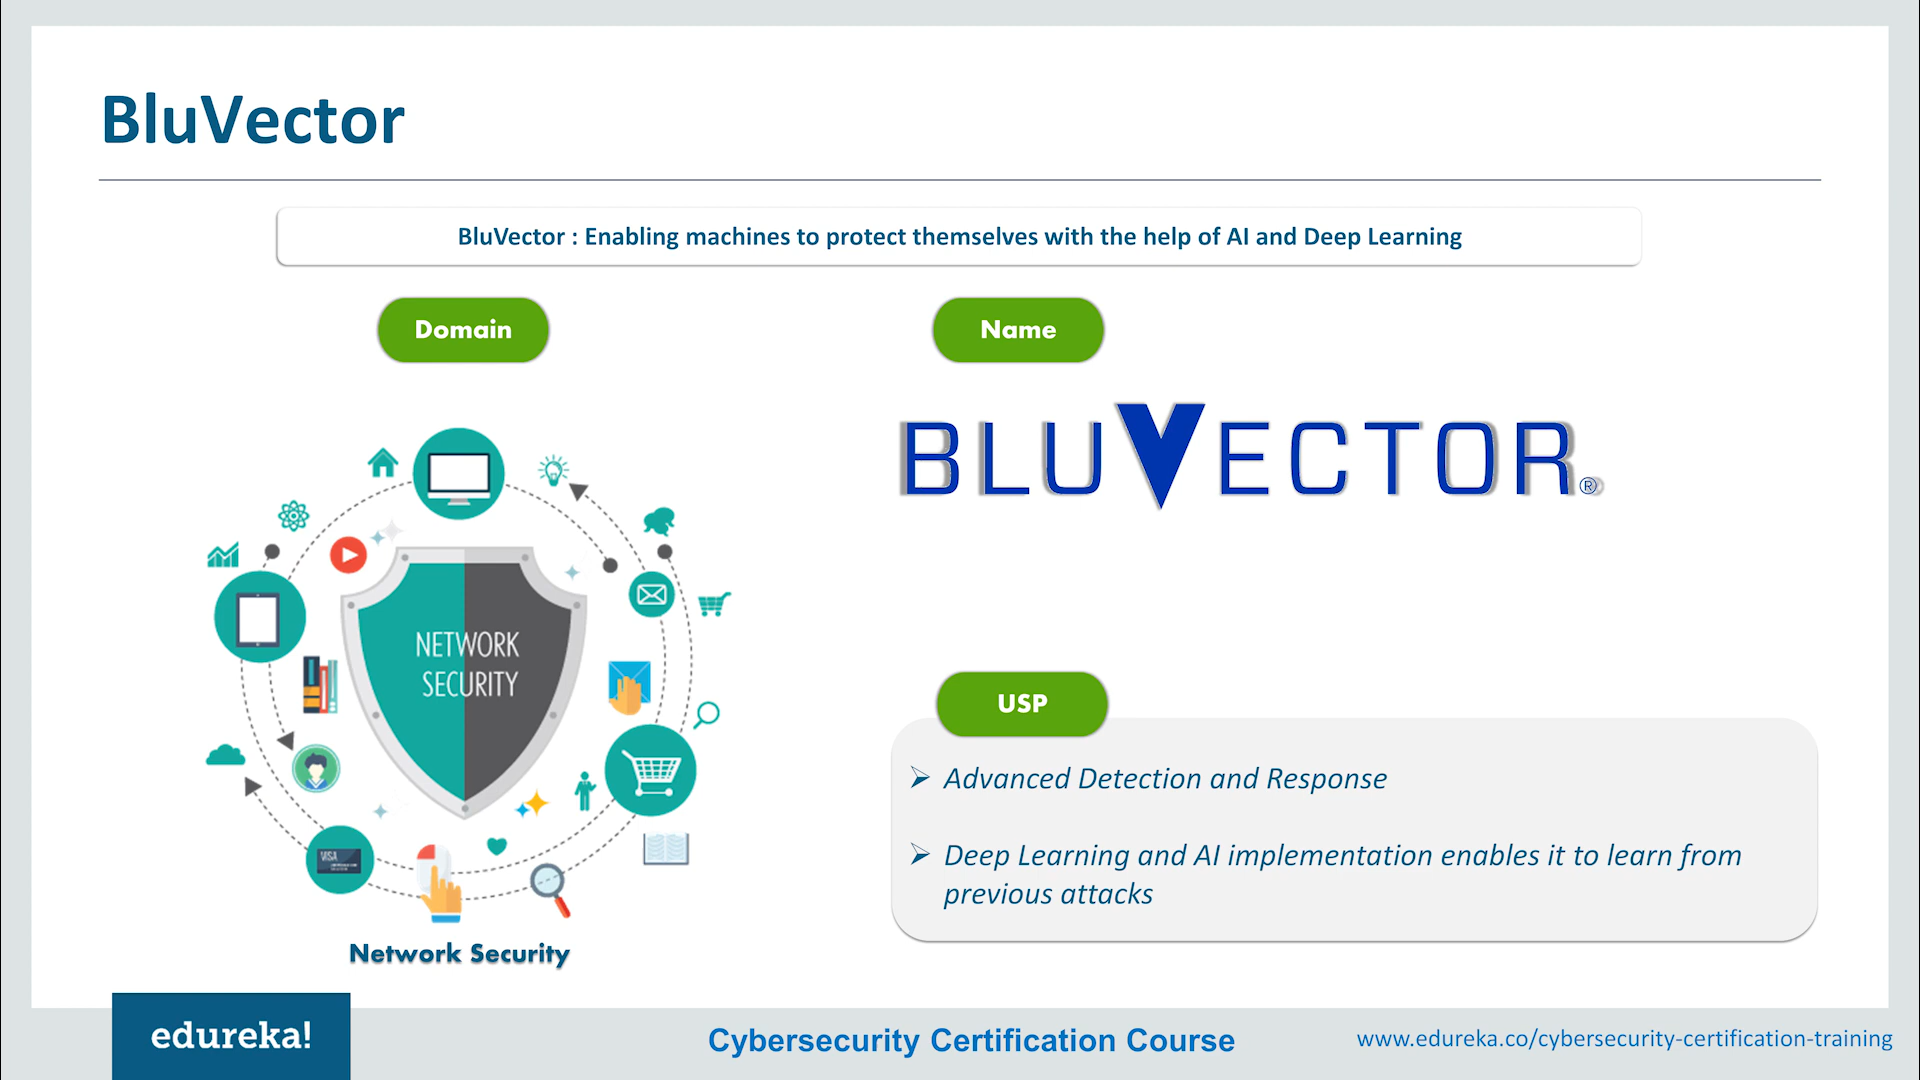 BluVector
BluVector : Enabling machines to protect themselves with the help of AI and Deep Learning
Domain
Name
BLUVECTOR®
NETWORK
SECURITY
VISA
Network Security
USP
➢ Advanced Detection and Response
➢ Deep Learning and AI implementation enables it to learn from
previous attacks
edureka!
Cybersecurity Certification Course
www.edureka.co/cybersecurity-certification-training